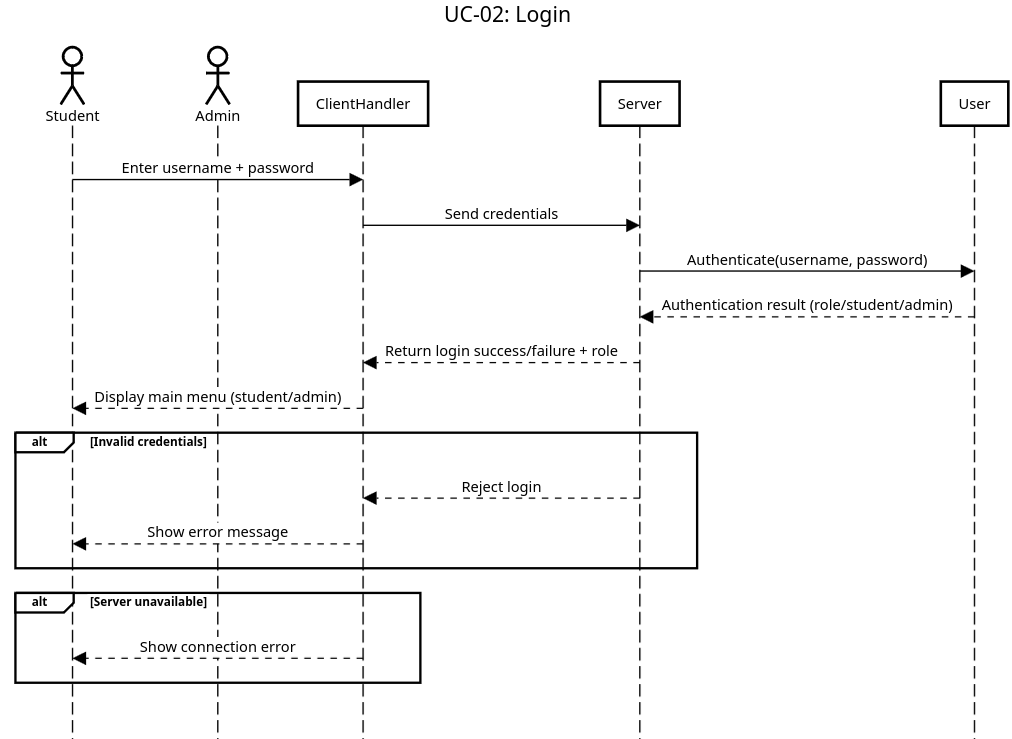 UC-02: Login
Student
Admin
ClientHandler
Server
User
Enter username + password
Send credentials
Authenticate(username, password)
Authentication result (role/student/admin)
Return login success/failure + role
Display main menu (student/admin)
alt [Invalid credentials]
Reject login
Show error message
alt [Server unavailable]
Show connection error